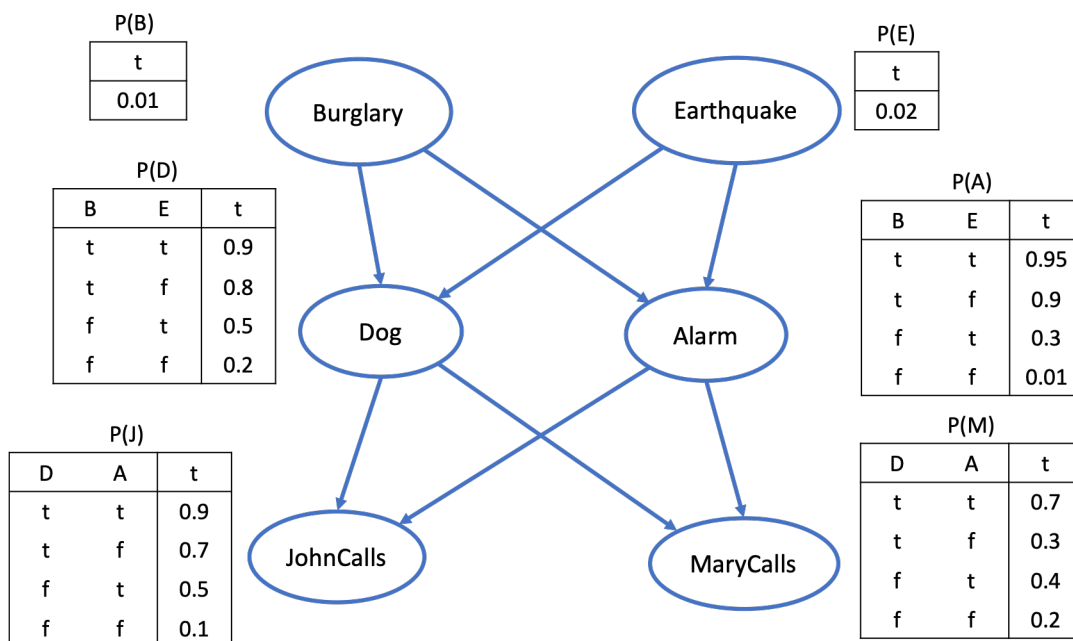 P(B)
t
0.01
Burglary
Earthquake
P(E)
t
0.02
P(D)
B E t
t t 0.9
t f 0.8
f t 0.5
f f 0.2
P(A)
B E t
t t 0.95
t f 0.9
f t 0.3
f f 0.01
Dog
Alarm
P(J)
D A t
t t 0.9
t f 0.7
f t 0.5
f f 0.1
JohnCalls
MaryCalls
P(M)
D A t
t t 0.7
t f 0.3
f t 0.4
f f 0.2